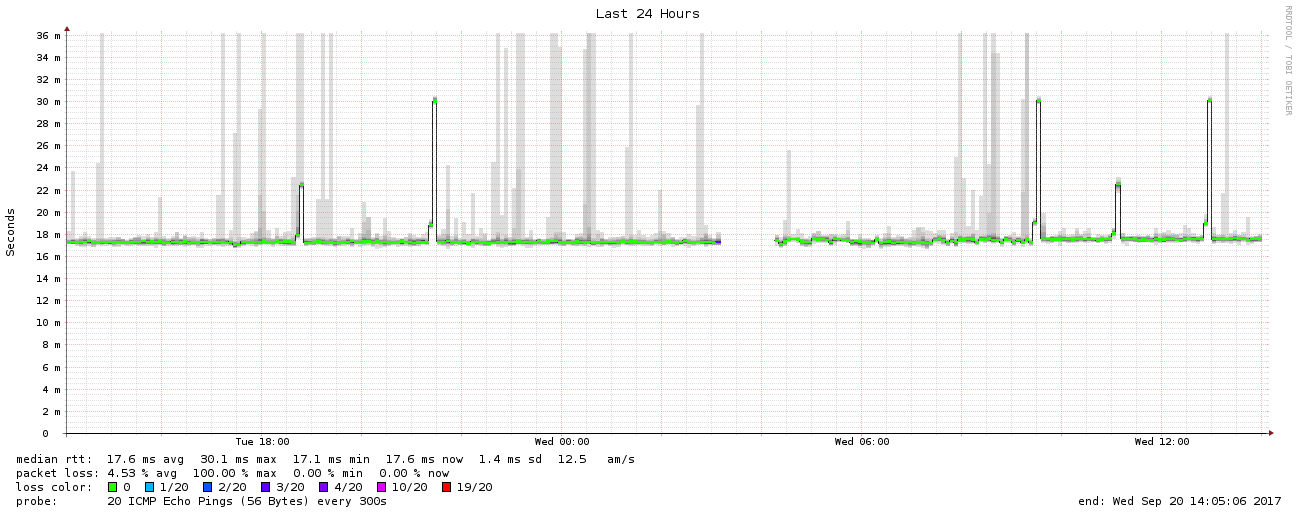 Last 24 Hours
RRDTOOL / TOBI OETIKER
Seconds
36 m
34 m
32 m
30 m
28 m
26 m
24 m
22 m
20 m
18 m
16 m
14 m
12 m
10 m
8 m
6 m
4 m
2 m
0
Tue 18:00 Wed 00:00 Wed 06:00 Wed 12:00
median rtt: 17.6 ms avg 30.1 ms max 17.1 ms min 17.6 ms now 1.4 ms sd 12.5 am/s
packet loss: 4.53 % avg 100.00 % max 0.00 % min 0.00 % now
loss color: 0 1/20 2/20 3/20 4/20 10/20 19/20
probe: 20 ICMP Echo Pings (56 Bytes) every 300s end: Wed Sep 20 14:05:06 2017